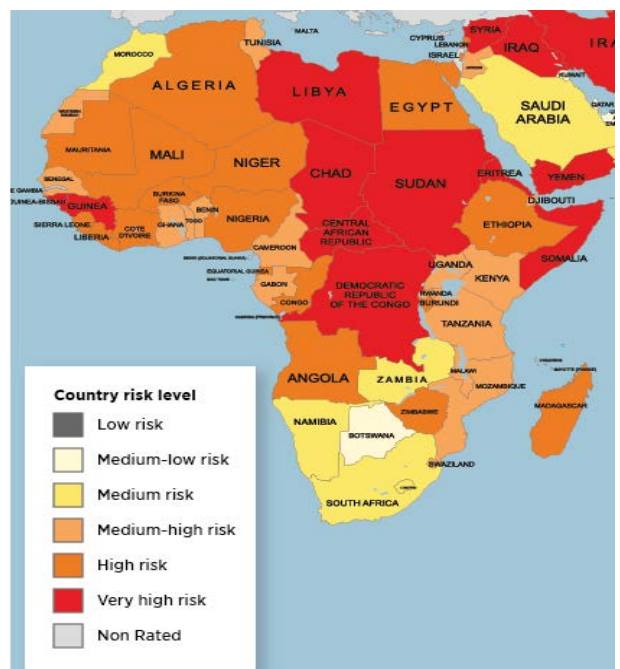 MALTA
CYPRUS
SYRIA
LEBANON
IRAQ
IRA
ISRAEL
MOROCCO
TUNISIA
ALGERIA
LIBYA
EGYPT
KUWAIT
QATAR
SAUDI
ARABIA
MAURITANIA
MALI
NIGER
CHAD
SUDAN
ERITREA
YEMEN
SENEGAL
E GAMBIA
GUINEA-BISSAU
GUINEA
BURKINA
FASO
BENIN
NIGERIA
DJIBOUTI
SIERRA LEONE
LIBERIA
COTE
D'IVOIRE
GHANA
TOGO
CENTRAL
AFRICAN
REPUBLIC
ETHIOPIA
SOMALIA
CAMEROON
EQUATORIAL GUINEA
GABON
CONGO
DEMOCRATIC
REPUBLIC
OF THE CONGO
UGANDA
KENYA
RWANDA
BURUNDI
TANZANIA
ANGOLA
ZAMBIA
MALAWI
MOZAMBIQUE
MADAGASCAR
NAMIBIA
ZIMBABWE
BOTSWANA
SWAZILAND
SOUTH AFRICA
Country risk level
Low risk
Medium-low risk
Medium risk
Medium-high risk
High risk
Very high risk
Non Rated